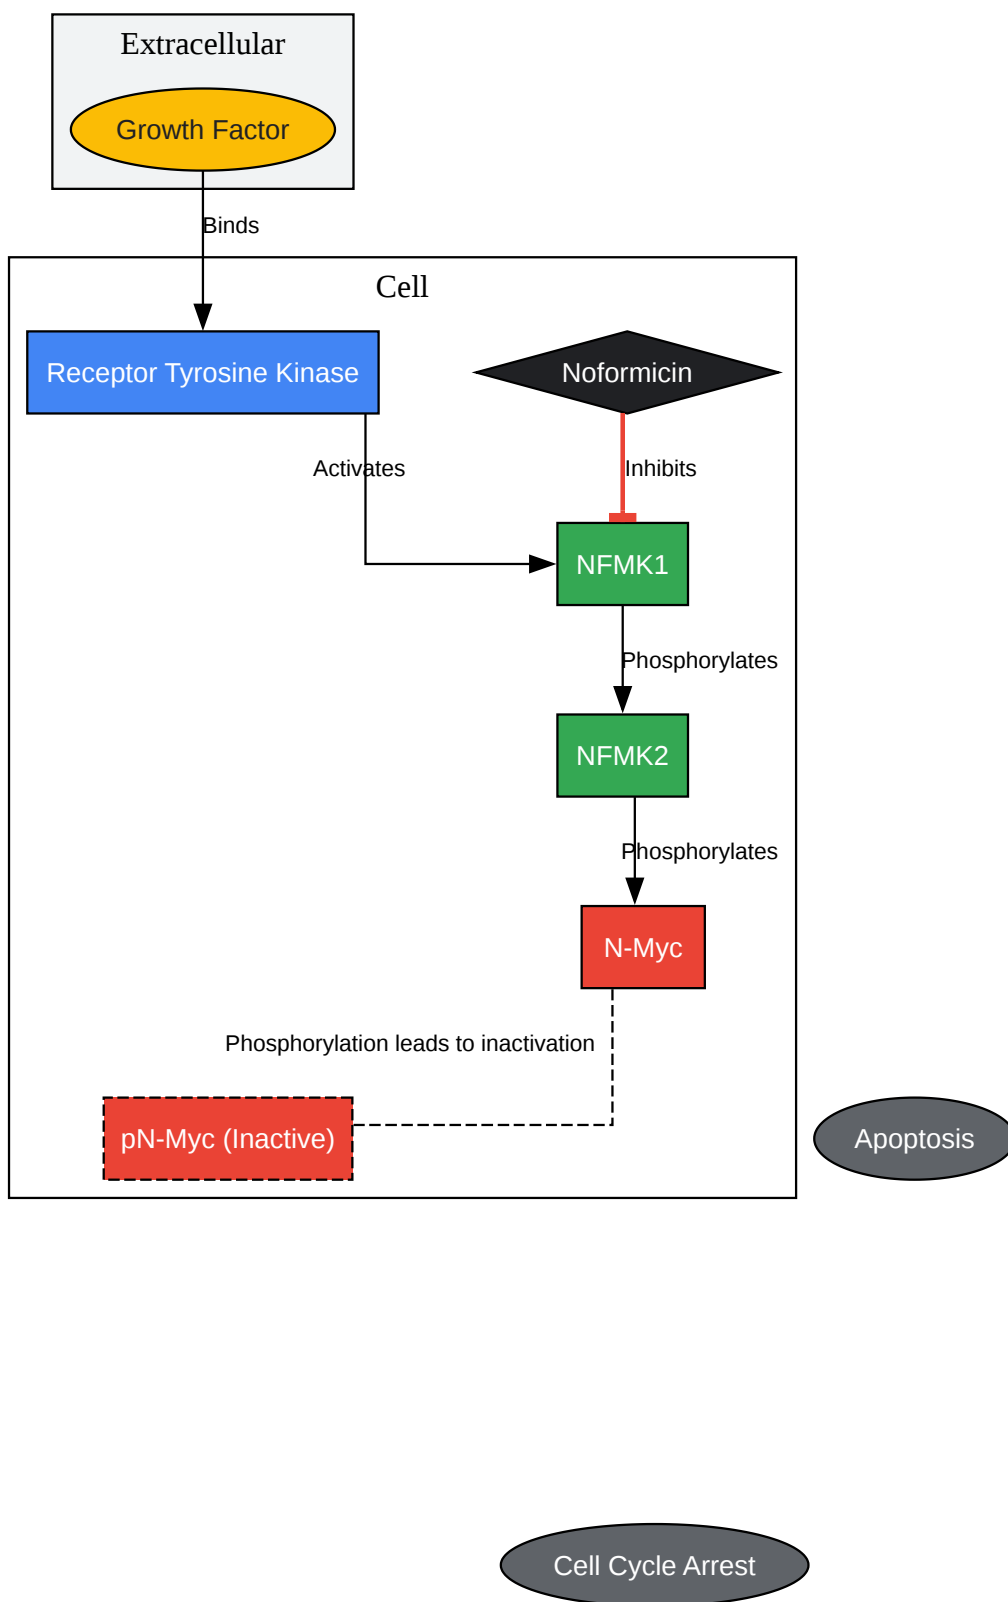 Extracellular
Growth Factor
Binds
Cell
Receptor Tyrosine Kinase
Noformicin
Activates
Inhibits
NFMK1
Phosphorylates
NFMK2
Phosphorylates
N-Myc
Phosphorylation leads to inactivation
pN-Myc (Inactive)
Apoptosis
Cell Cycle Arrest